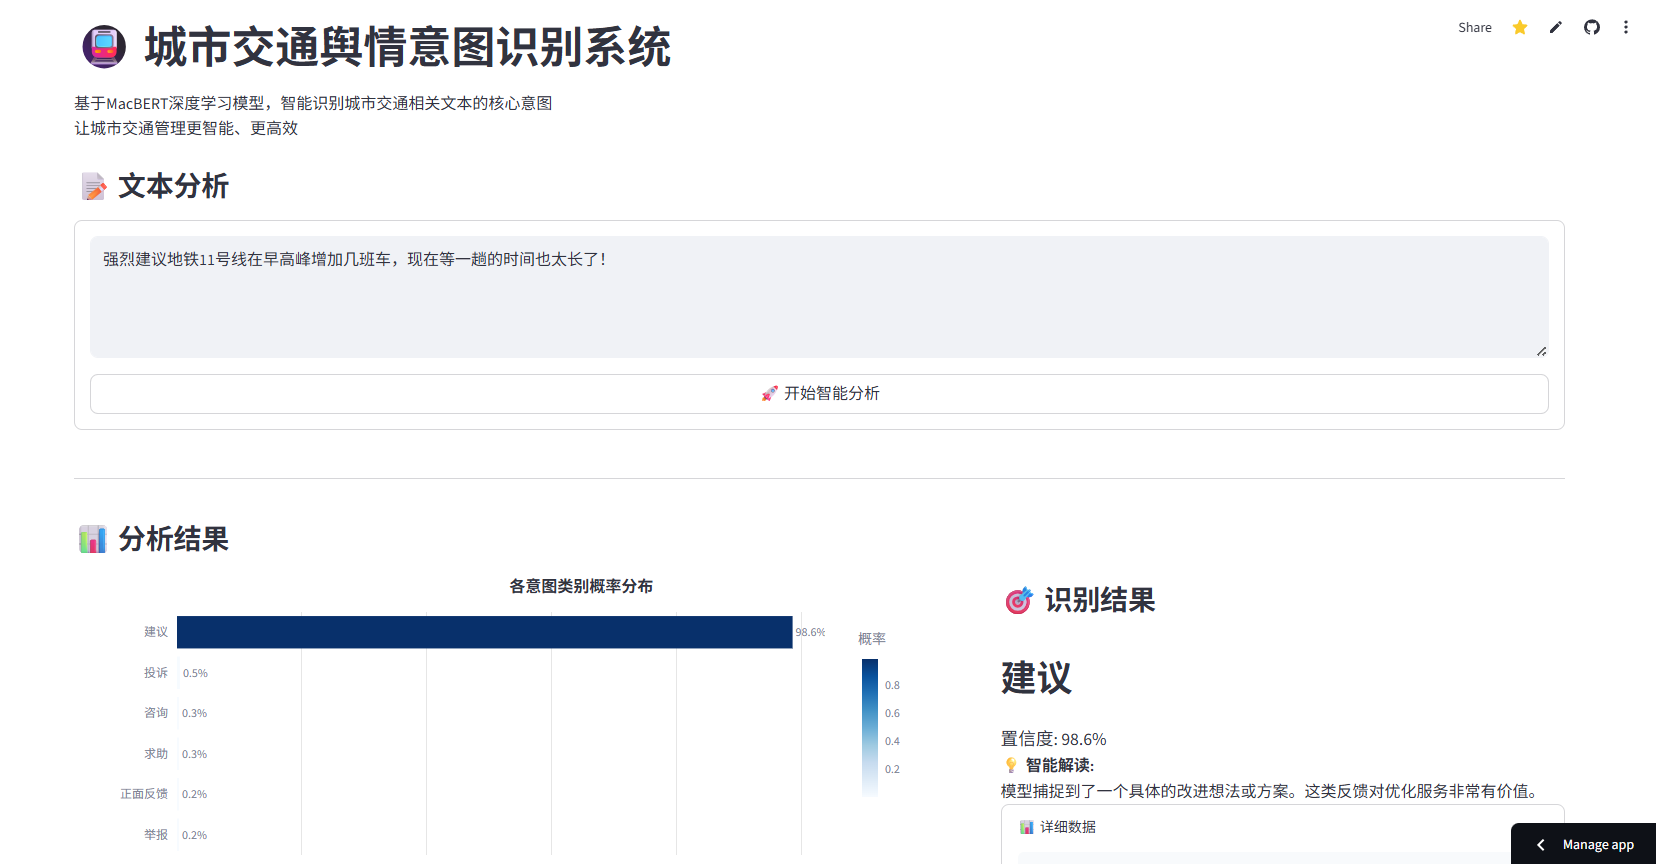 Share
城市交通舆情意图识别系统
基于MacBERT深度学习模型，智能识别城市交通相关文本的核心意图
让城市交通管理更智能、更高效
文本分析
强烈建议地铁11号线在早高峰增加几班车，现在等一趟的时间也太长了！
开始智能分析
分析结果
各意图类别概率分布
建议 98.6%
投诉 0.5%
咨询 0.3%
求助 0.3%
正面反馈 0.2%
举报 0.2%
概率
0.8
0.6
0.4
0.2
识别结果
建议
置信度: 98.6%
智能解读:
模型捕捉到了一个具体的改进想法或方案。这类反馈对优化服务非常有价值。
详细数据
Manage app